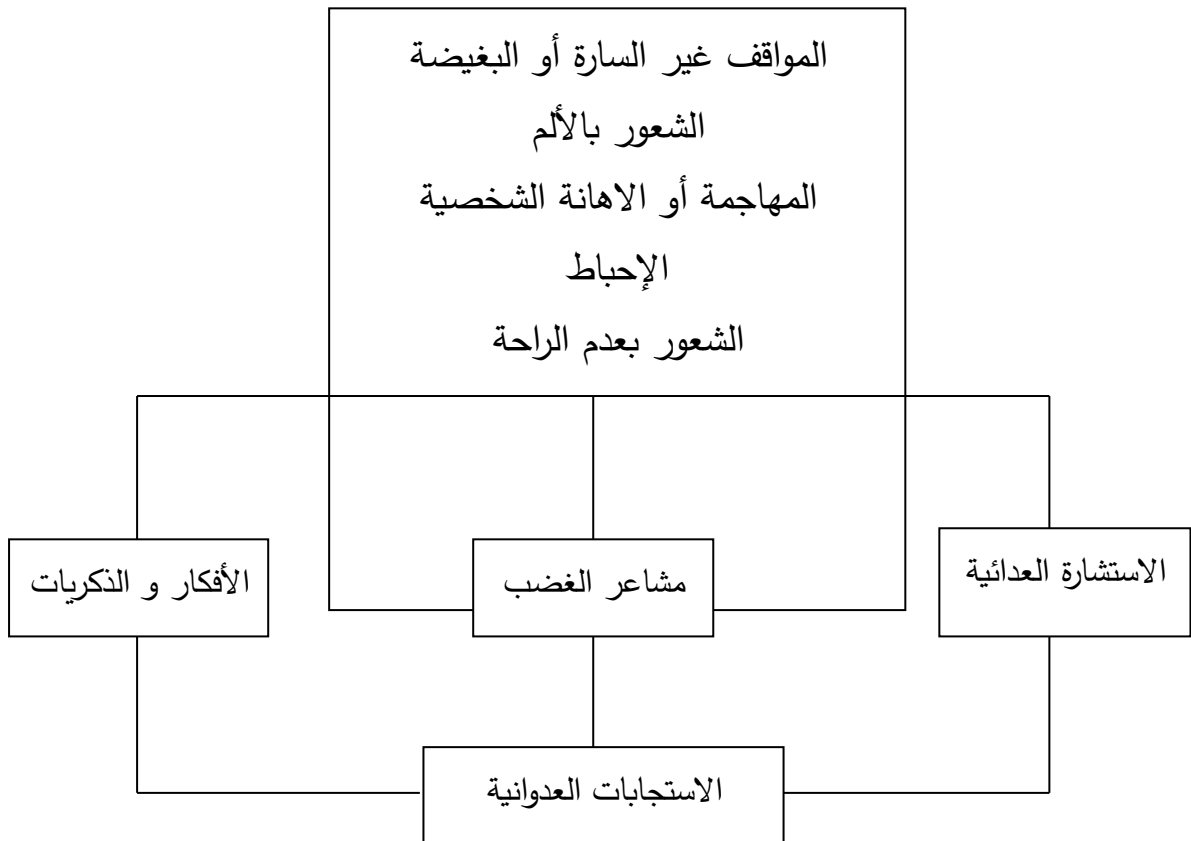 المواقف غير السارة أو البغيضة
الشعور بالألم
المهاجمة أو الاهانة الشخصية
الإحباط
الشعور بعدم الراحة
الاستشارة العدائية
مشاعر الغضب
الأفكار و الذكريات
الاستجابات العدوانية